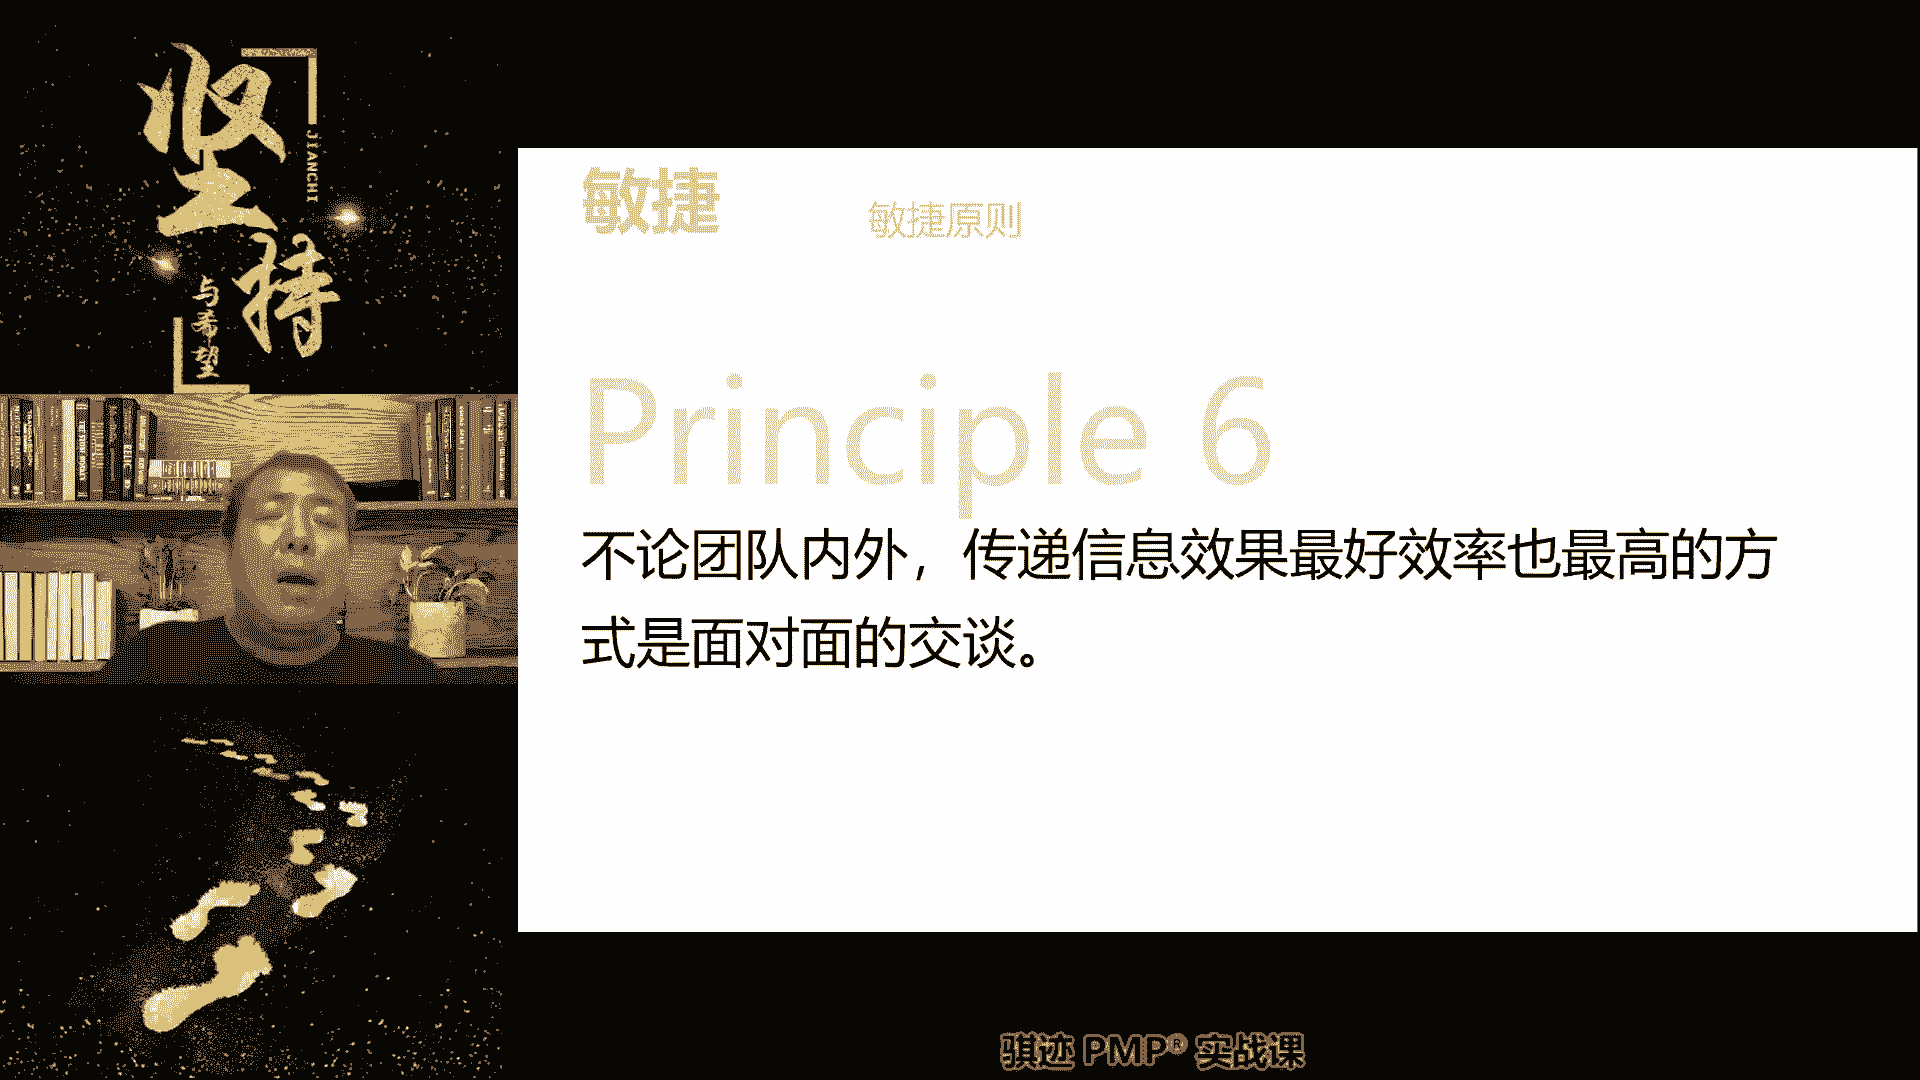 坚持
JIANCHI
与希望
敏捷
敏捷原则
Principle 6
不论团队内外，传递信息效果最好效率也最高的方
式是面对面的交谈。
骐迹 PMP® 实战课